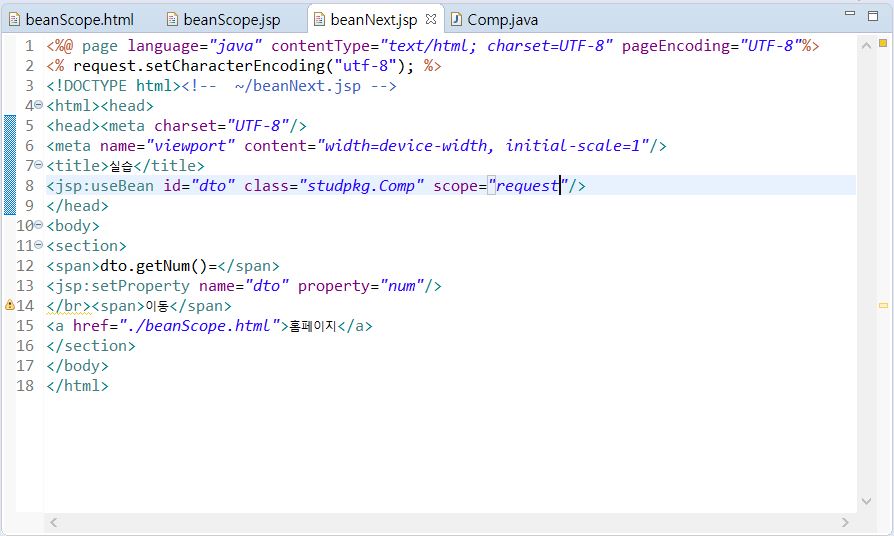 beanScope.html beanScope.jsp beanNext.jsp Comp.java
1 <%@ page language="java" contentType="text/html; charset=UTF-8" pageEncoding="UTF-8"%>
2 <% request.setCharacterEncoding("utf-8"); %>
3 <!DOCTYPE html><!--  ~/beanNext.jsp -->
4 <html><head>
5 <head><meta charset="UTF-8"/>
6 <meta name="viewport" content="width=device-width, initial-scale=1"/>
7 <title>실습</title>
8 <jsp:useBean id="dto" class="studpkg.Comp" scope="request"/>
9 </head>
10 <body>
11 <section>
12 <span>dto.getNum()=</span>
13 <jsp:setProperty name="dto" property="num"/>
14 </br><span>이동</span>
15 <a href="./beanScope.html">홈페이지</a>
16 </section>
17 </body>
18 </html>